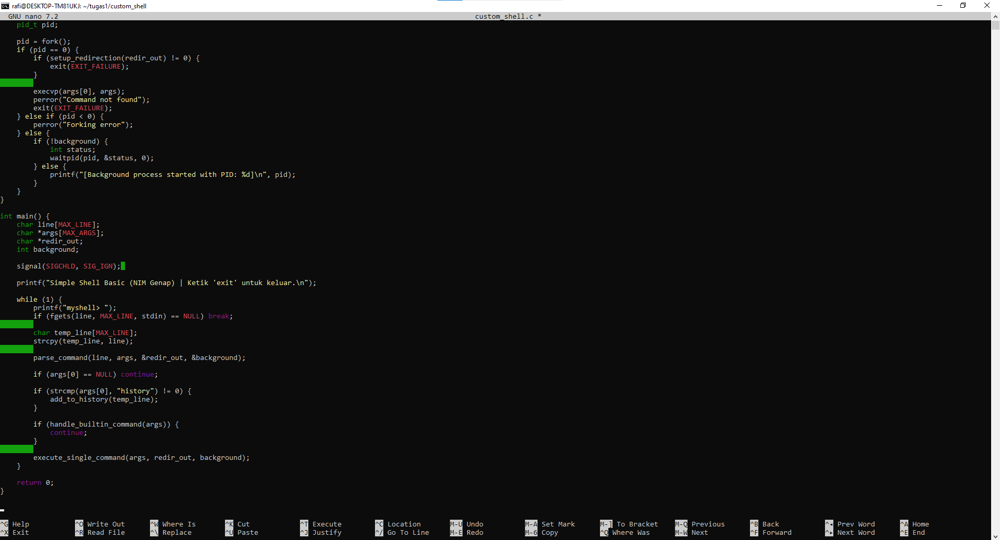 rafi@DESKTOP-TM81UKJ: ~/tugas1/custom_shell
GNU nano 7.2 custom_shell.c *
    pid_t pid;

    pid = fork();
    if (pid == 0) {
        if (setup_redirection(redir_out) != 0) {
            exit(EXIT_FAILURE);
        }

        execvp(args[0], args);
        perror("Command not found");
        exit(EXIT_FAILURE);
    } else if (pid < 0) {
        perror("Forking error");
    } else {
        if (!background) {
            int status;
            waitpid(pid, &status, 0);
        } else {
            printf("[Background process started with PID: %d]\n", pid);
        }
    }
}

int main() {
    char line[MAX_LINE];
    char *args[MAX_ARGS];
    char *redir_out;
    int background;

    signal(SIGCHLD, SIG_IGN);

    printf("Simple Shell Basic (NIM Genap) | Ketik 'exit' untuk keluar.\n");

    while (1) {
        printf("myshell> ");
        if (fgets(line, MAX_LINE, stdin) == NULL) break;

        char temp_line[MAX_LINE];
        strcpy(temp_line, line);

        parse_command(line, args, &redir_out, &background);

        if (args[0] == NULL) continue;

        if (strcmp(args[0], "history") != 0) {
            add_to_history(temp_line);
        }

        if (handle_builtin_command(args)) {
            continue;
        }

        execute_single_command(args, redir_out, background);
    }

    return 0;
}

^G Help ^O Write Out ^W Where Is ^K Cut ^T Execute ^C Location M-U Undo M-A Set Mark M-] To Bracket M-Q Previous ^B Back ^◂ Prev Word ^A Home
^X Exit ^R Read File ^\ Replace ^U Paste ^J Justify ^/ Go To Line M-E Redo M-6 Copy ^Q Where Was M-W Next ^F Forward ^▸ Next Word ^E End